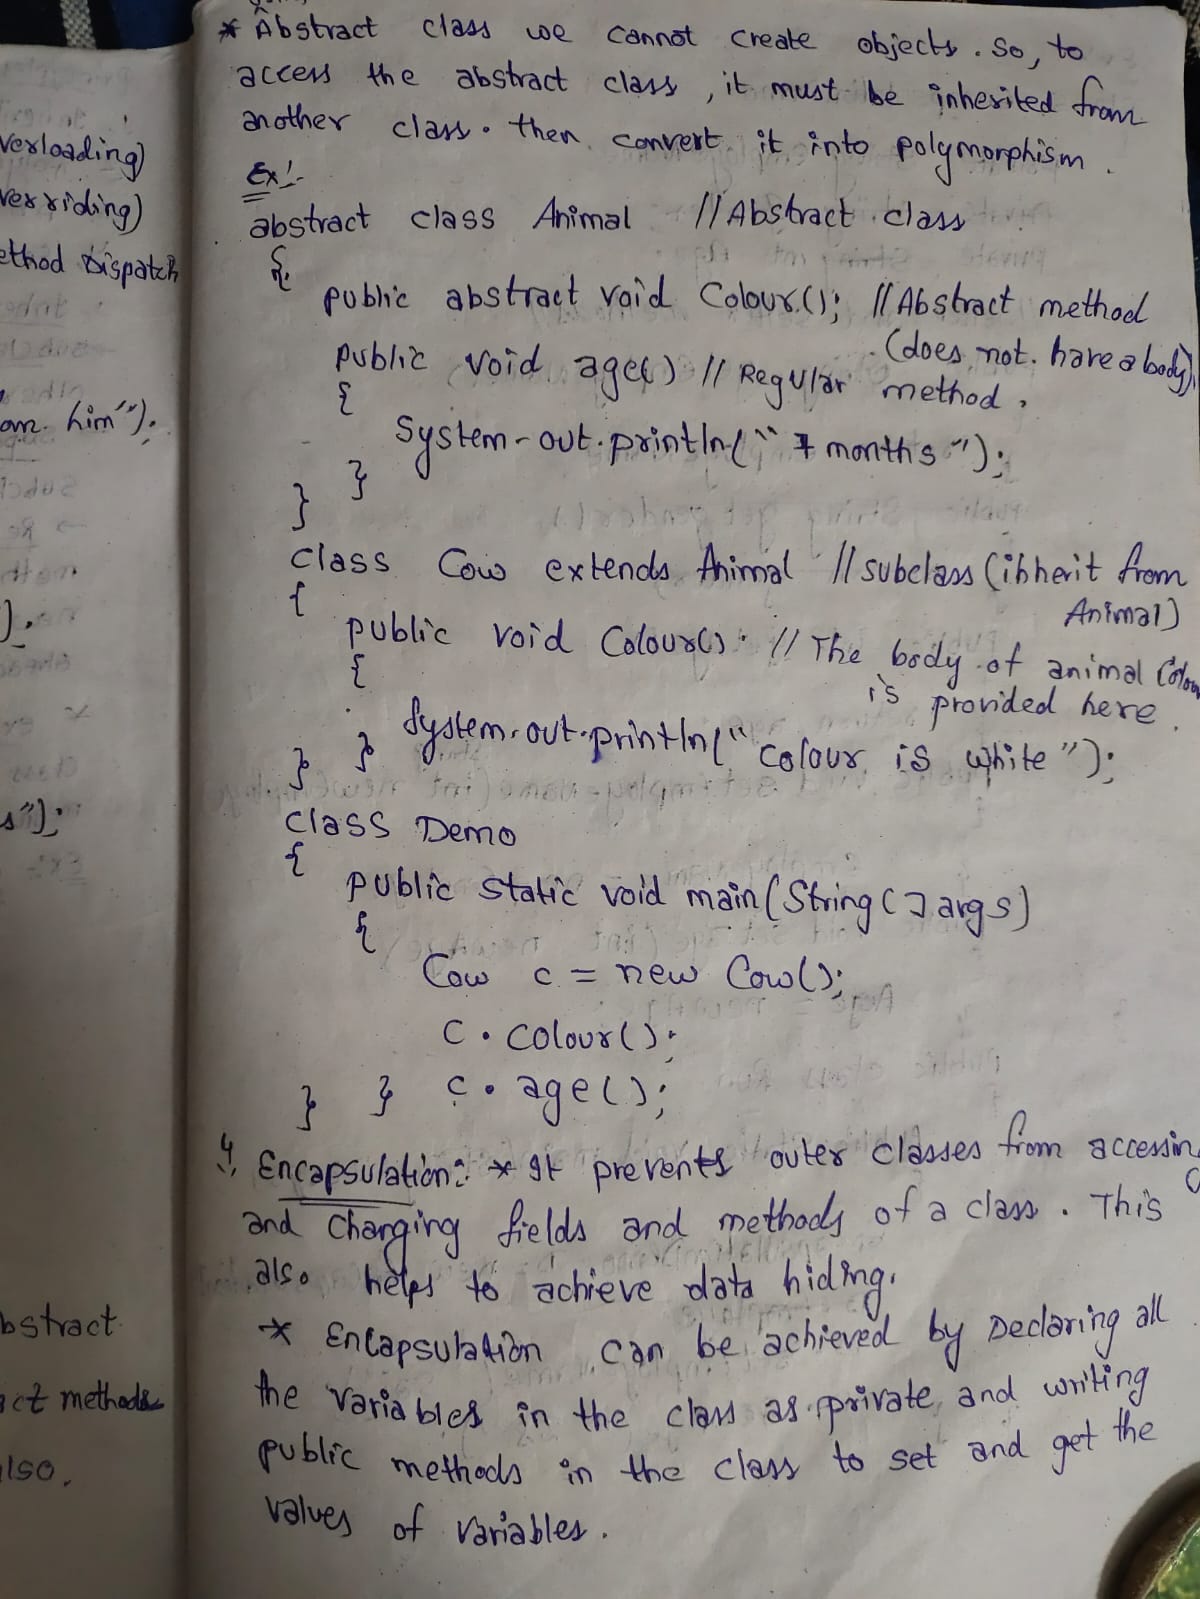 * Abstract class we cannot create objects. So, to
access the abstract class, it must be inherited from
another class. then convert it into polymorphism.
Ex:-
abstract class Animal //Abstract class
{
public abstract void Colour(); //Abstract method
(does not have a body)
public void age() // Regular method.
{
System.out.println("7 months");
}
}
class Cow extends Animal //subclass (ibherit from
Animal)
{
public void Colour() // The body of animal Colou
is provided here.
{
System.out.println("colour is white");
} }
class Demo
{
public static void main(String[] args)
{
Cow c = new Cow();
c.colour();
c.age();
} }
4. Encapsulation: * It prevents outer classes from accessing
and changing fields and methods of a class. This
also helps to achieve data hiding.
* Encapsulation can be achieved by Declaring all
the variables in the class as private, and writing
public methods in the class to set and get the
values of variables.
verloading)
verriding)
ethod Dispatch
om him").
).
s");
bstract
act methods
also.